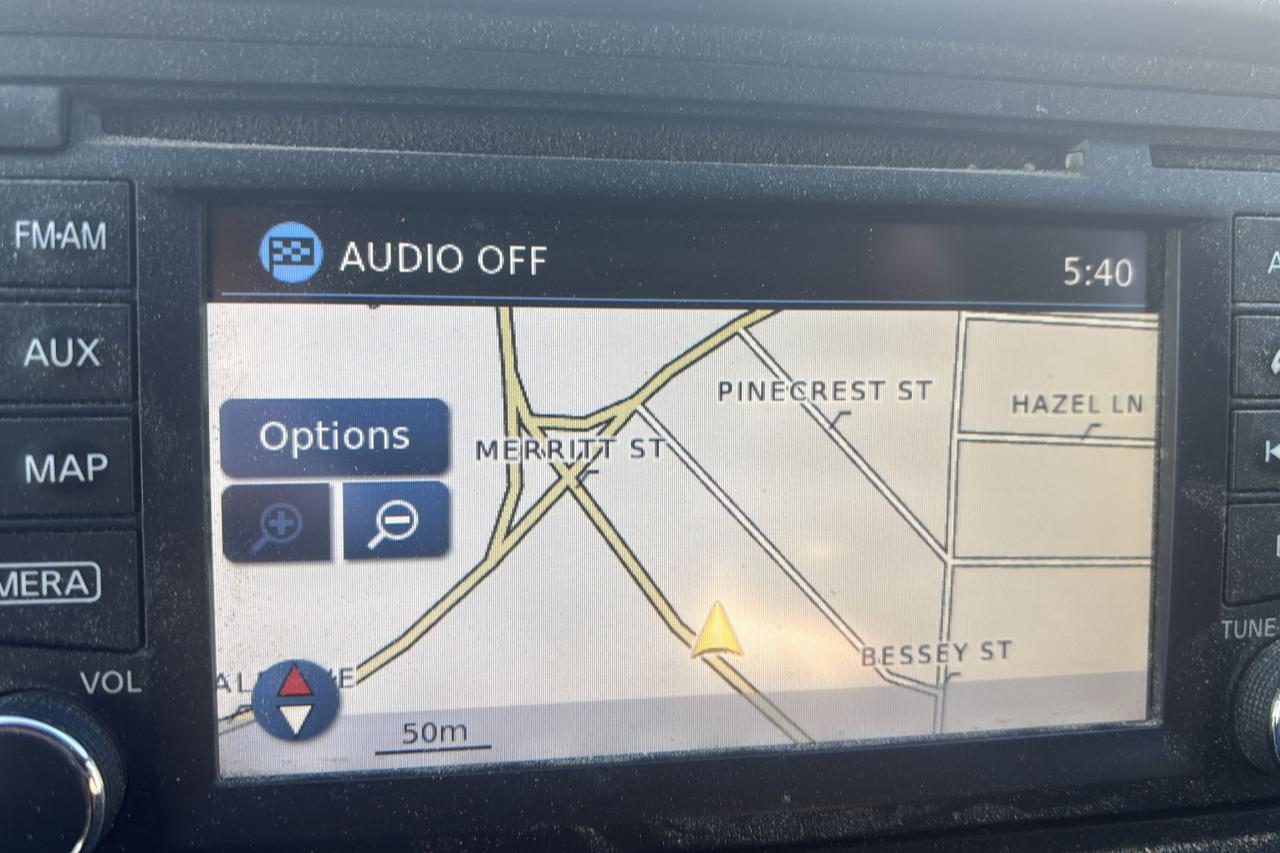 FM·AM
AUX
MAP
MERA
VOL
AUDIO OFF
5:40
Options
PINECREST ST
HAZEL LN
MERRITT ST
BESSEY ST
50m
TUNE